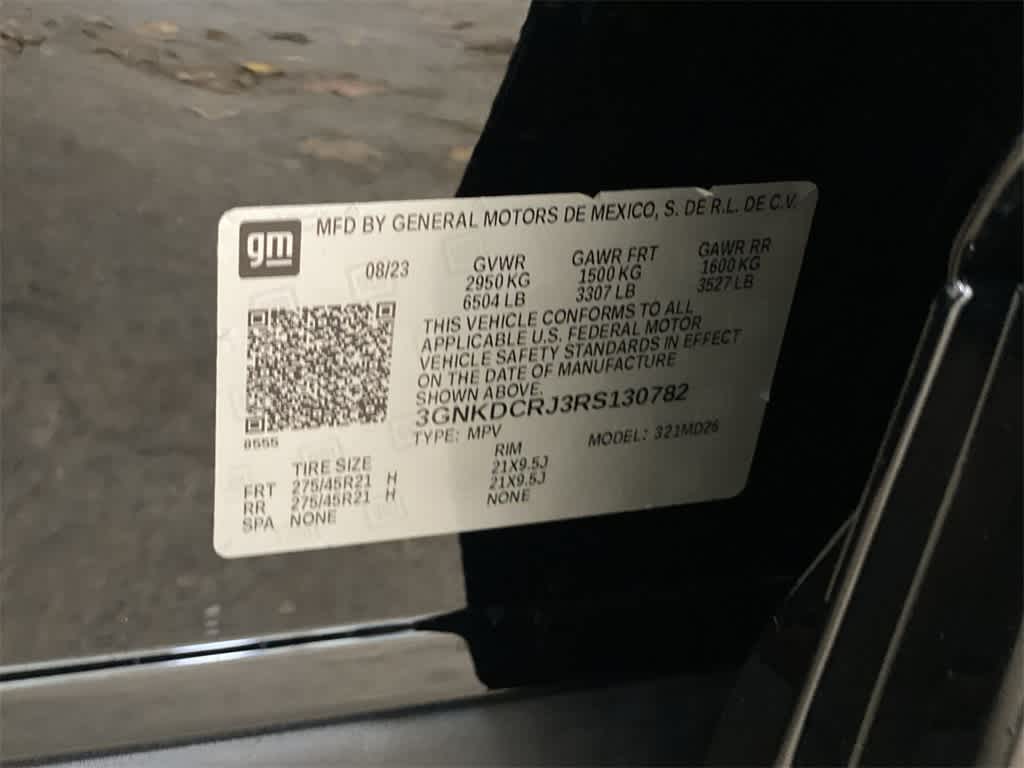 gm
MFD BY GENERAL MOTORS DE MEXICO, S. DE R.L. DE C.V.
08/23
GVWR GAWR FRT GAWR RR
2950 KG 1500 KG 1600 KG
6504 LB 3307 LB 3527 LB
THIS VEHICLE CONFORMS TO ALL
APPLICABLE U.S. FEDERAL MOTOR
VEHICLE SAFETY STANDARDS IN EFFECT
ON THE DATE OF MANUFACTURE
SHOWN ABOVE.
3GNKDCRJ3RS130782
8555
TYPE: MPV MODEL: 321MD26
TIRE SIZE RIM
FRT 275/45R21 H 21X9.5J
RR 275/45R21 H 21X9.5J
SPA NONE NONE